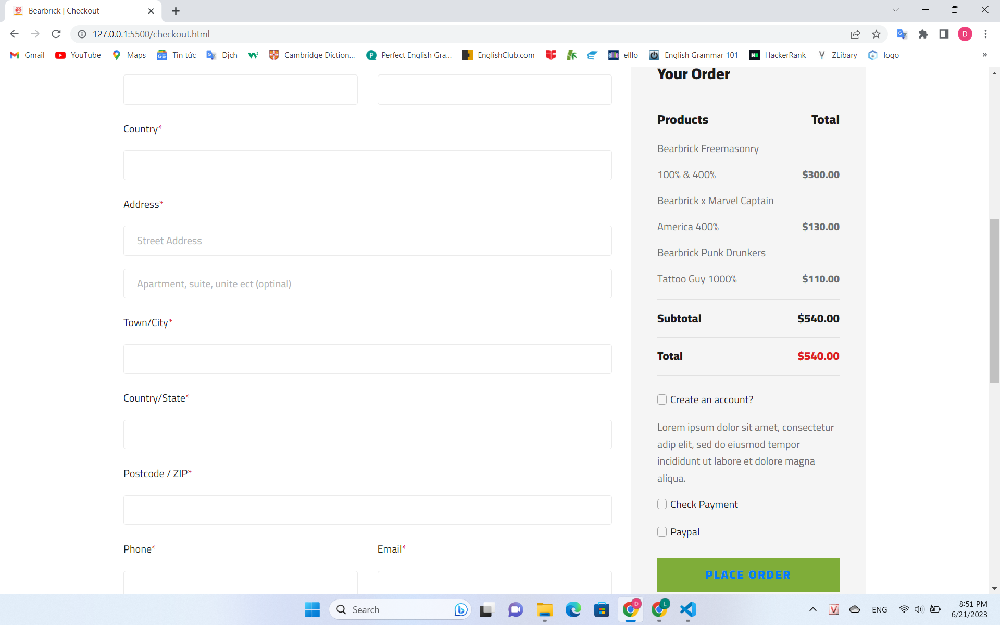 Bearbrick | Checkout
127.0.0.1:5500/checkout.html
D
Gmail
YouTube
Maps
Tin tức
Dịch
Cambridge Diction...
Perfect English Gra...
EnglishClub.com
elllo
English Grammar 101
HackerRank
ZLibary
logo
»
Country*
Address*
Street Address
Apartment, suite, unite ect (optinal)
Town/City*
Country/State*
Postcode / ZIP*
Phone* Email*
Your Order
Products Total
Bearbrick Freemasonry
100% & 400% $300.00
Bearbrick x Marvel Captain
America 400% $130.00
Bearbrick Punk Drunkers
Tattoo Guy 1000% $110.00
Subtotal $540.00
Total $540.00
Create an account?
Lorem ipsum dolor sit amet, consectetur
adip elit, sed do eiusmod tempor
incididunt ut labore et dolore magna
aliqua.
Check Payment
Paypal
PLACE ORDER
Search
D
L
ENG
8:51 PM
6/21/2023